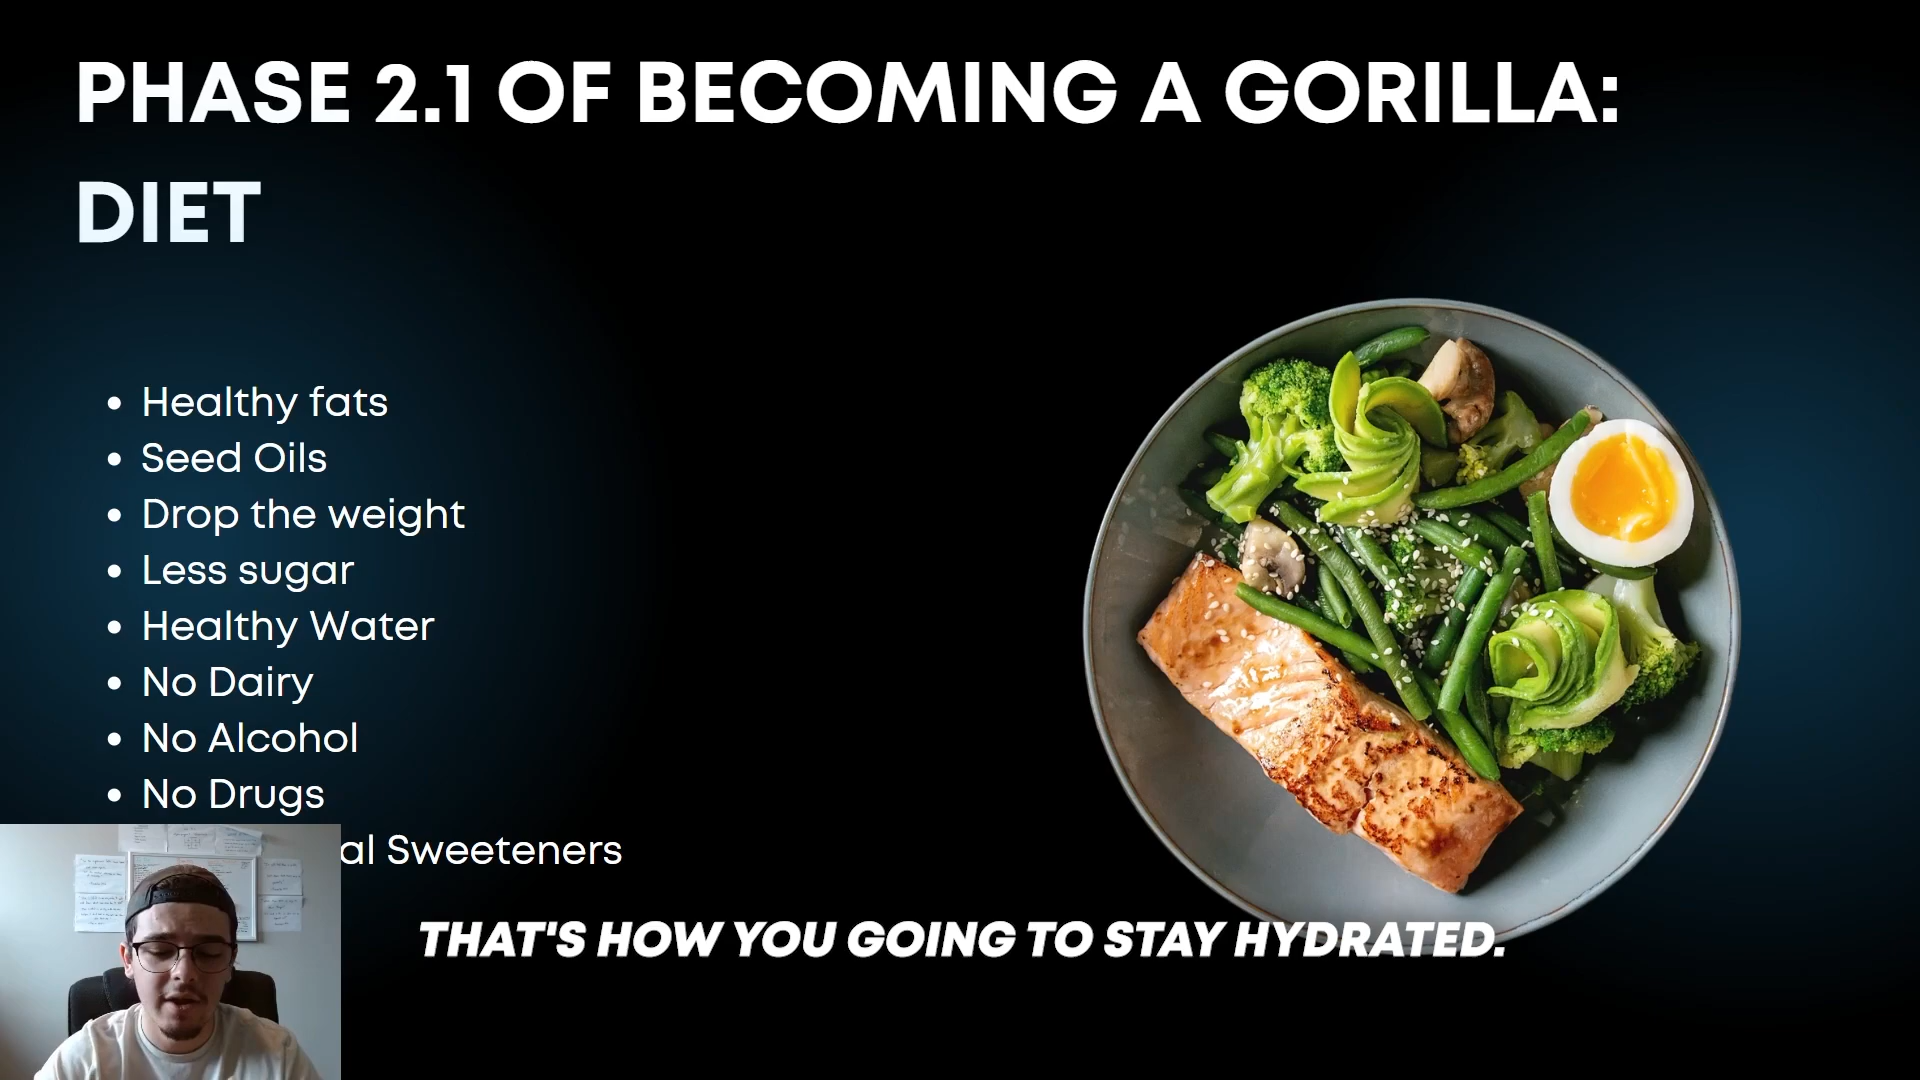 PHASE 2.1 OF BECOMING A GORILLA:
DIET
• Healthy fats
• Seed Oils
• Drop the weight
• Less sugar
• Healthy Water
• No Dairy
• No Alcohol
• No Drugs
al Sweeteners
THAT'S HOW YOU GOING TO STAY HYDRATED.